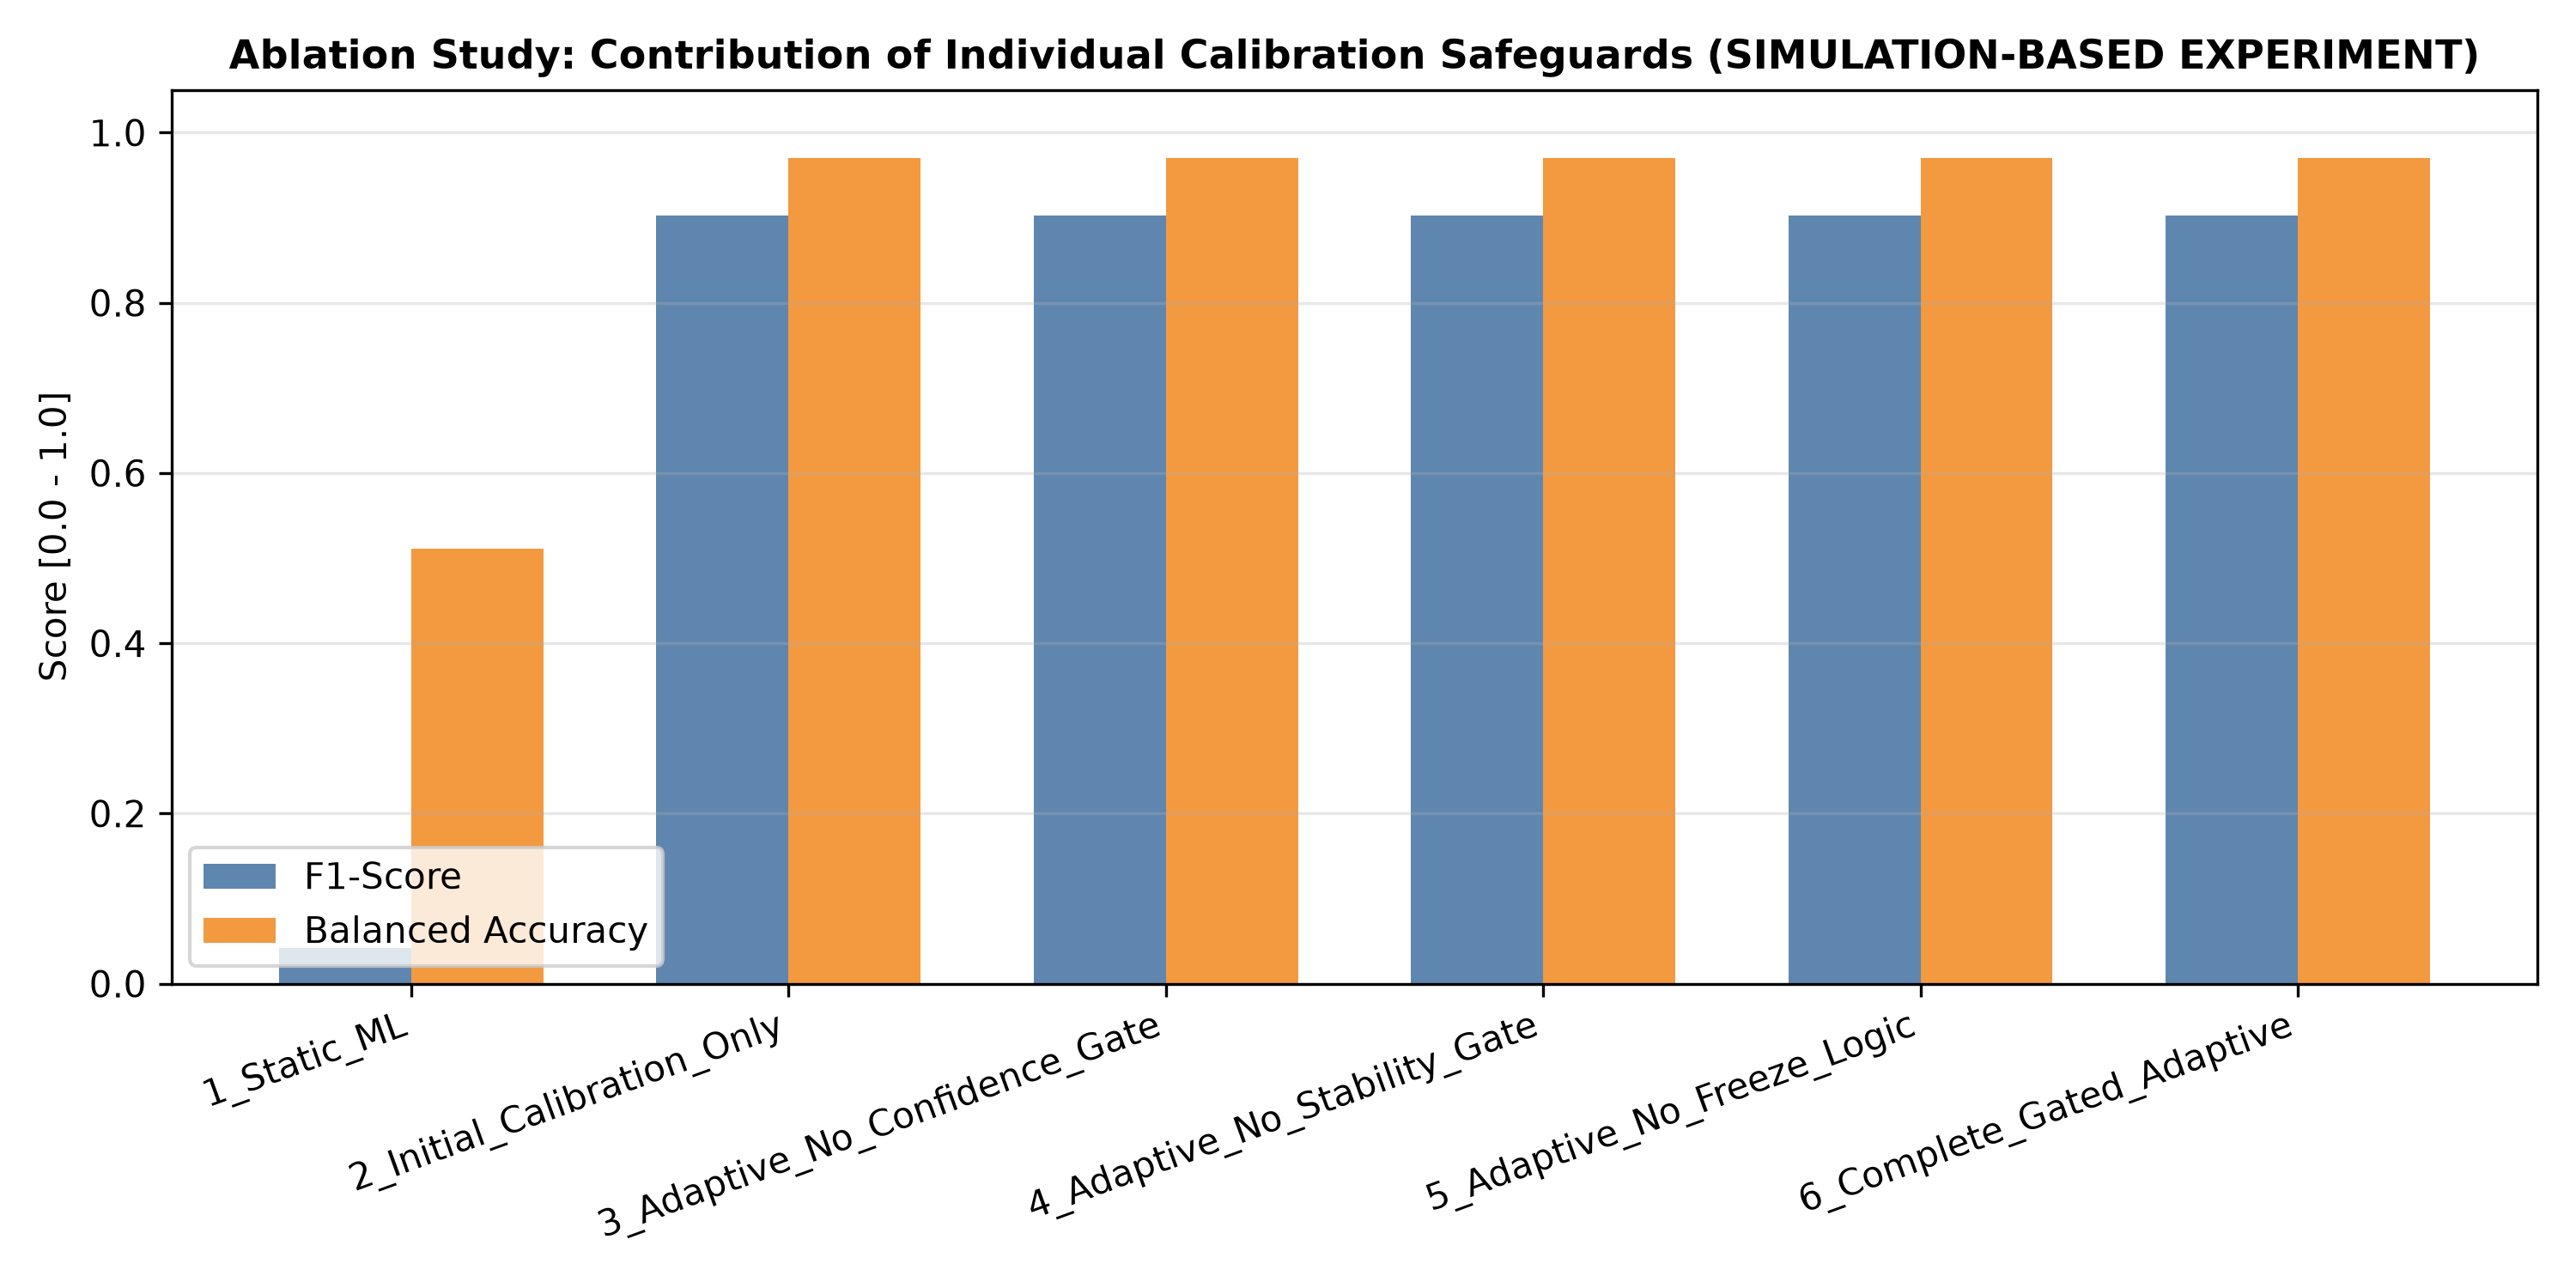 Ablation Study: Contribution of Individual Calibration Safeguards (SIMULATION-BASED EXPERIMENT)
Score [0.0 - 1.0]
1.0
0.8
0.6
0.4
0.2
0.0
F1-Score
Balanced Accuracy
1_Static_ML
2_Initial_Calibration_Only
3_Adaptive_No_Confidence_Gate
4_Adaptive_No_Stability_Gate
5_Adaptive_No_Freeze_Logic
6_Complete_Gated_Adaptive